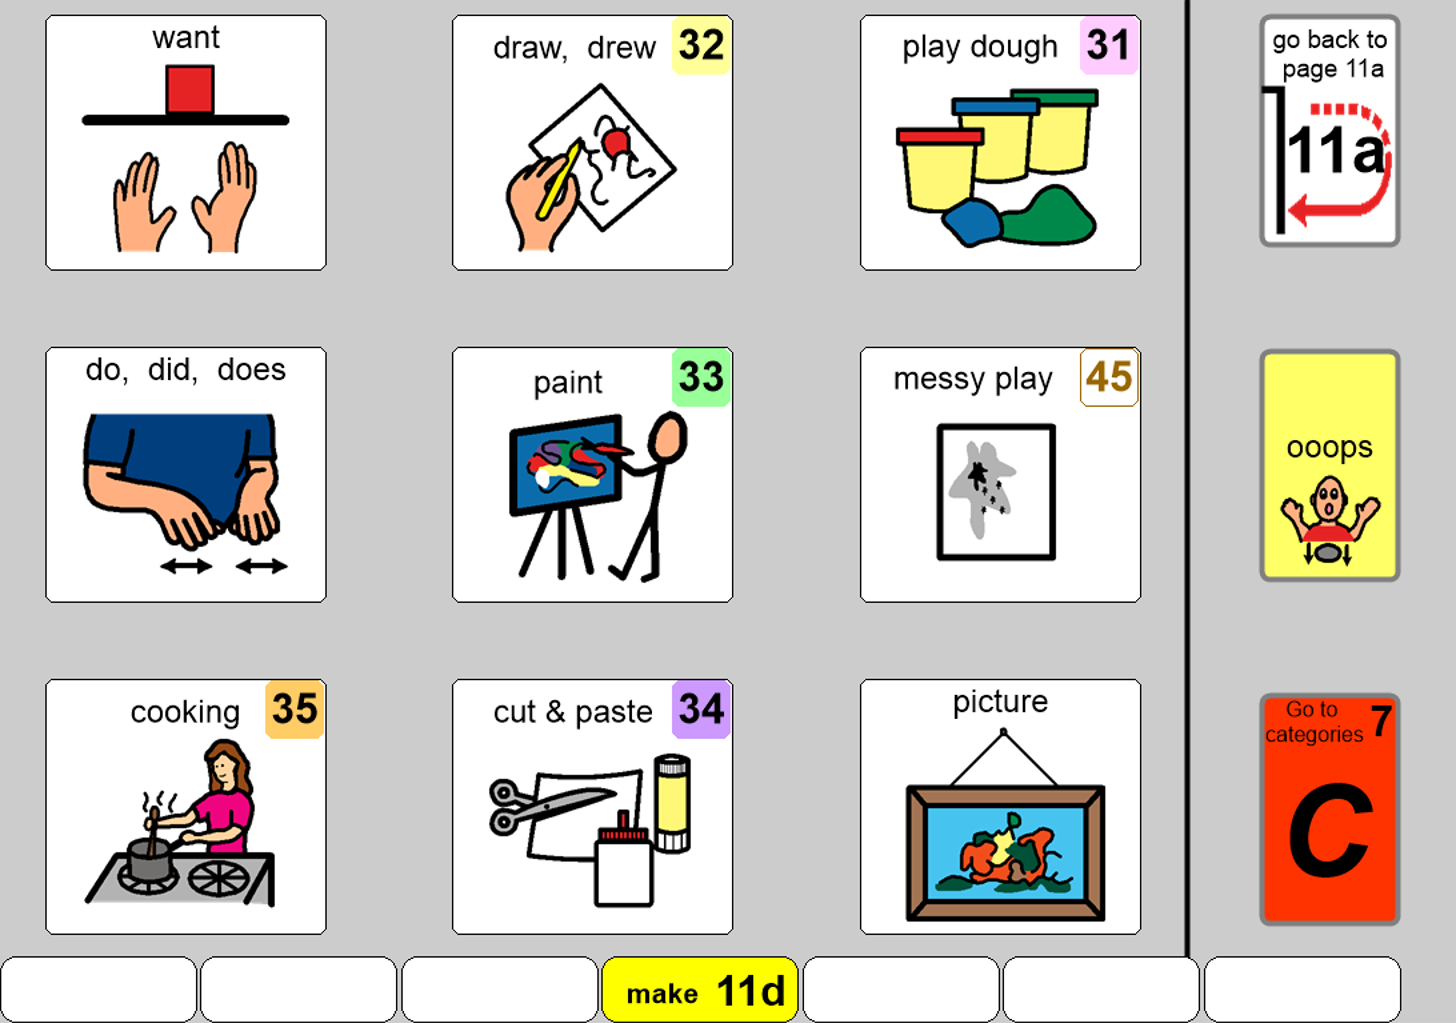 want
draw, drew 32
play dough 31
go back to
page 11a
11a
do, did, does
paint 33
messy play 45
ooops
cooking 35
cut & paste 34
picture
Go to
categories 7
C
make 11d